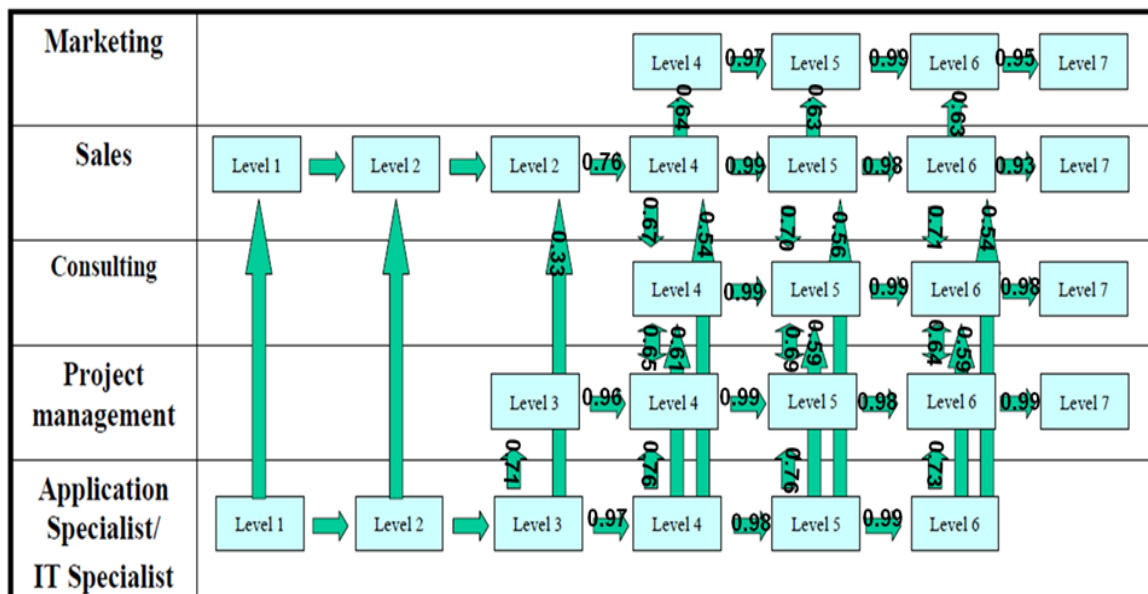 Marketing
Level 4 0.97 Level 5 0.99 Level 6 0.95 Level 7
0.64 0.63 0.63
Sales
Level 1 Level 2 Level 2 0.76 Level 4 0.99 Level 5 0.98 Level 6 0.93 Level 7
0.67 0.54 0.70 0.56 0.71 0.54
0.33
Consulting
Level 4 0.99 Level 5 0.99 Level 6 0.98 Level 7
0.65 0.61 0.69 0.59 0.64 0.59
Project
management
Level 3 0.96 Level 4 0.99 Level 5 0.98 Level 6 0.99 Level 7
0.71 0.76 0.76 0.73
Application
Specialist/
IT Specialist
Level 1 Level 2 Level 3 0.97 Level 4 0.98 Level 5 0.99 Level 6